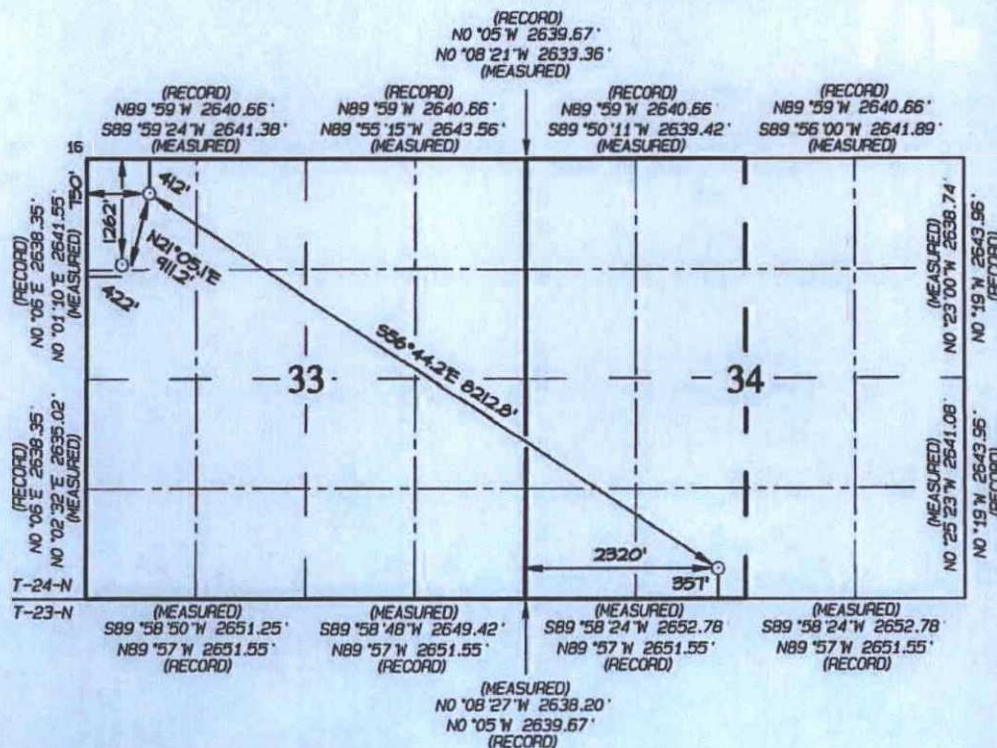 (RECORD)
N0°05'W 2639.67'
N0°08'21"W 2633.36'
(MEASURED)
(RECORD)
N89°59'W 2640.66'
S89°59'24"W 2641.38'
(MEASURED)
(RECORD)
N89°59'W 2640.66'
N89°55'15"W 2643.56'
(MEASURED)
(RECORD)
N89°59'W 2640.66
S89°50'11"W 2639.42'
(MEASURED)
(RECORD)
N89°59'W 2640.66'
S89°56'00"W 2641.89'
(MEASURED)
16
750'
412'
1262'
N21°05.1'E
911.2'
422'
(RECORD)
N0°06'E 2638.35'
N0°01'10"E 2641.55'
(MEASURED)
S56°44.2'E 8212.8'
N0°23'00"W 2638.74'
(MEASURED)
N0°19'W 2643.96'
(RECORD)
33
34
(RECORD)
N0°06'E 2638.35'
N0°02'32"E 2635.02'
(MEASURED)
N0°25'23"W 2641.08'
(MEASURED)
N0°19'W 2643.96'
(RECORD)
2320'
357'
T-24-N
T-23-N
(MEASURED)
S89°58'50"W 2651.25'
N89°57'W 2651.55'
(RECORD)
(MEASURED)
S89°58'48"W 2649.42'
N89°57'W 2651.55'
(RECORD)
(MEASURED)
S89°58'24"W 2652.78
N89°57'W 2651.55'
(RECORD)
(MEASURED)
S89°58'24"W 2652.78'
N89°57'W 2651.55'
(RECORD)
(MEASURED)
N0°08'27"W 2638.20'
N0°05'W 2639.67'
(RECORD)